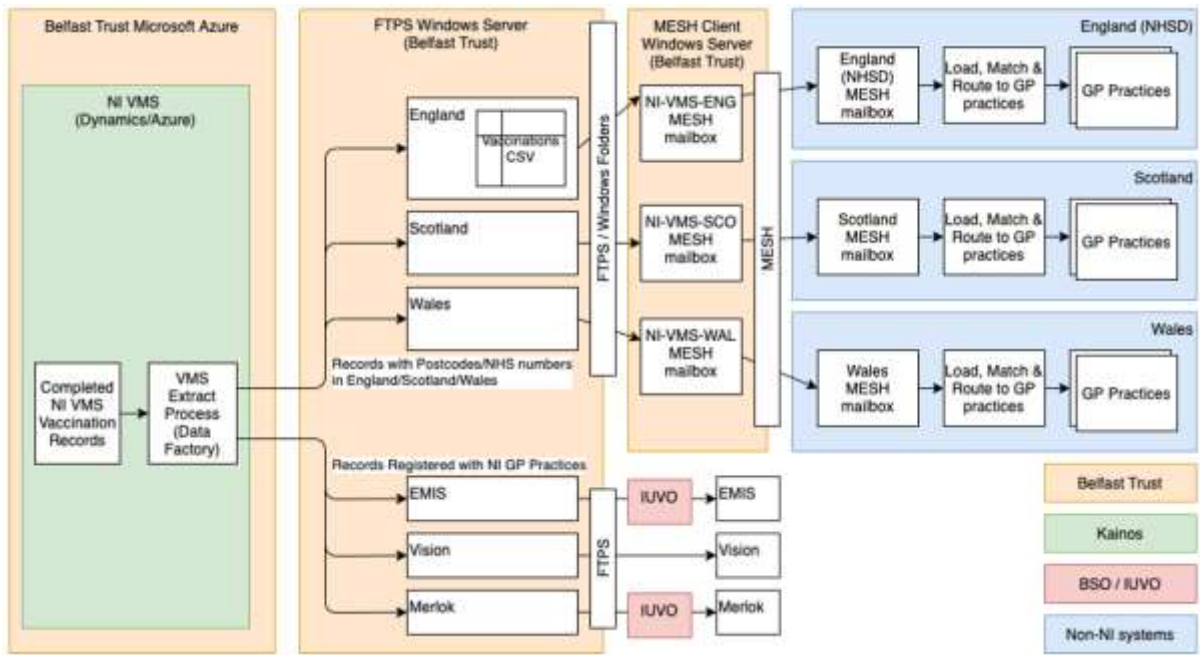 Belfast Trust Microsoft Azure
NI VMS
(Dynamics/Azure)
Completed
NI VMS
Vaccination
Records
VMS
Extract
Process
(Data
Factory)
FTPS Windows Server
(Belfast Trust)
England
Vaccinations
CSV
Scotland
Wales
Records with Postcodes/NHS numbers
in England/Scotland/Wales
Records Registered with NI GP Practices
EMIS
Vision
Merlok
FTPS / Windows Folders
FTPS
MESH Client
Windows Server
(Belfast Trust)
NI-VMS-ENG
MESH
mailbox
NI-VMS-SCO
MESH
mailbox
NI-VMS-WAL
MESH
mailbox
MESH
IUVO
EMIS
Vision
IUVO
Merlok
England (NHSD)
England
(NHSD)
MESH
mailbox
Load, Match &
Route to GP
practices
GP Practices
Scotland
Scotland
MESH
mailbox
Load, Match &
Route to GP
practices
GP Practices
Wales
Wales
MESH
mailbox
Load, Match &
Route to GP
practices
GP Practices
Belfast Trust
Kainos
BSO / IUVO
Non-NI systems